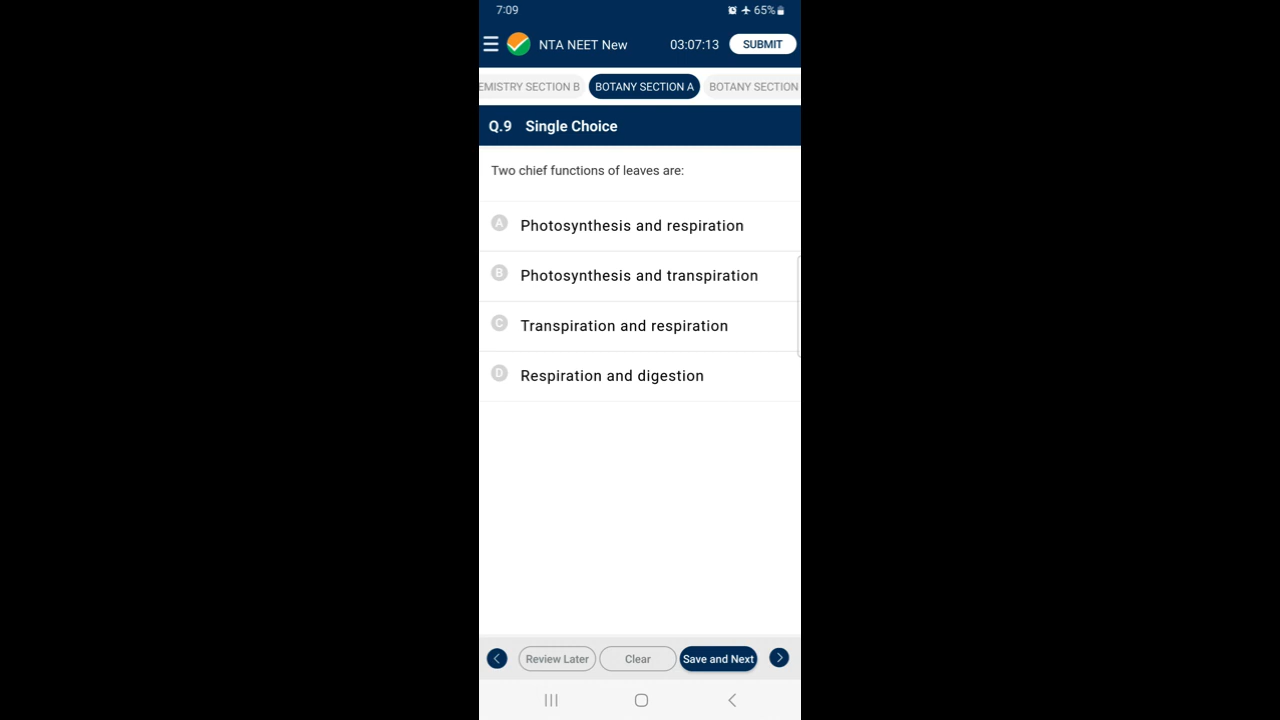 7:09 65%
NTA NEET New 03:07:13 SUBMIT
EMISTRY SECTION B BOTANY SECTION A BOTANY SECTION
Q.9 Single Choice
Two chief functions of leaves are:
A Photosynthesis and respiration
B Photosynthesis and transpiration
C Transpiration and respiration
D Respiration and digestion
Review Later Clear Save and Next